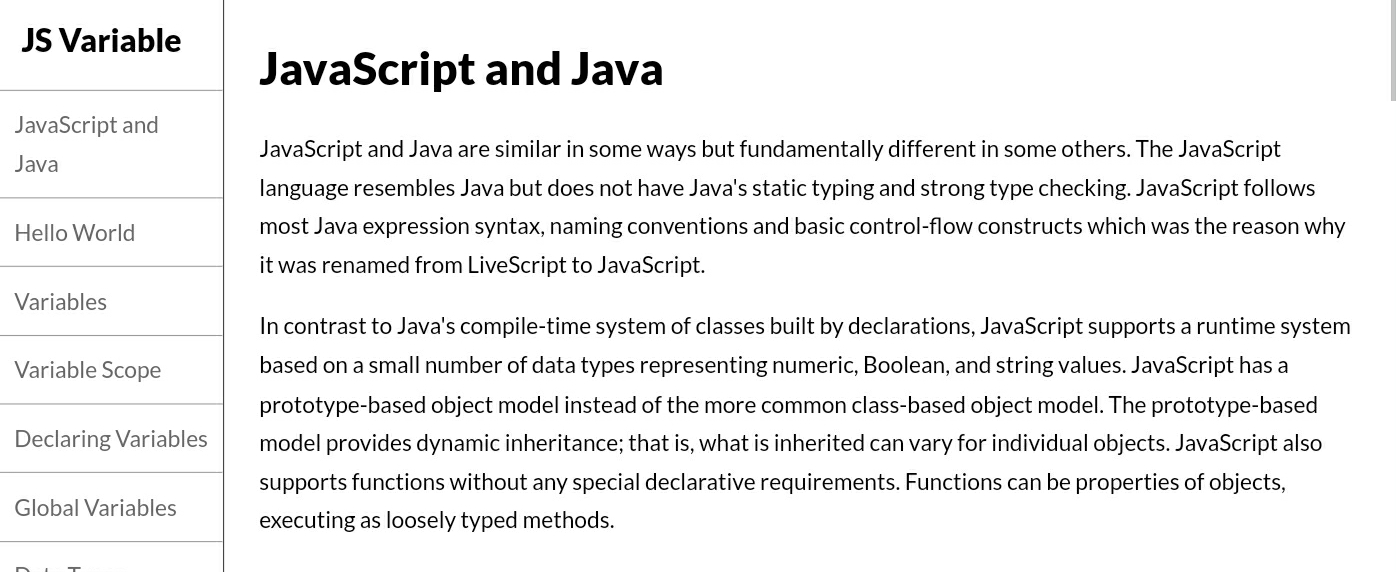 JS Variable
JavaScript and
Java
Hello World
Variables
Variable Scope
Declaring Variables
Global Variables
JavaScript and Java
JavaScript and Java are similar in some ways but fundamentally different in some others. The JavaScript
language resembles Java but does not have Java's static typing and strong type checking. JavaScript follows
most Java expression syntax, naming conventions and basic control-flow constructs which was the reason why
it was renamed from LiveScript to JavaScript.
In contrast to Java's compile-time system of classes built by declarations, JavaScript supports a runtime system
based on a small number of data types representing numeric, Boolean, and string values. JavaScript has a
prototype-based object model instead of the more common class-based object model. The prototype-based
model provides dynamic inheritance; that is, what is inherited can vary for individual objects. JavaScript also
supports functions without any special declarative requirements. Functions can be properties of objects,
executing as loosely typed methods.